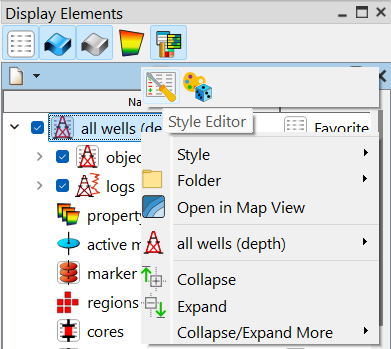 Display Elements
Na
all wells (de
Style Editor
Favorite
objec
Style
logs
Folder
property
Open in Map View
active m
all wells (depth)
marker
Collapse
regions
Expand
cores
Collapse/Expand More